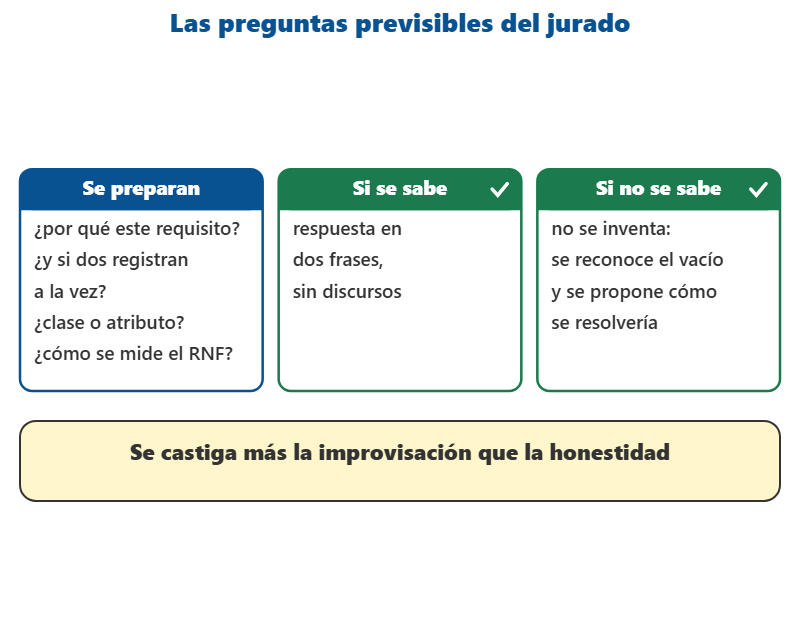 Las preguntas previsibles del jurado
Se preparan
¿por qué este requisito?
¿y si dos registran
a la vez?
¿clase o atributo?
¿cómo se mide el RNF?
Si se sabe
respuesta en
dos frases,
sin discursos
Si no se sabe
no se inventa:
se reconoce el vacío
y se propone cómo
se resolvería
Se castiga más la improvisación que la honestidad